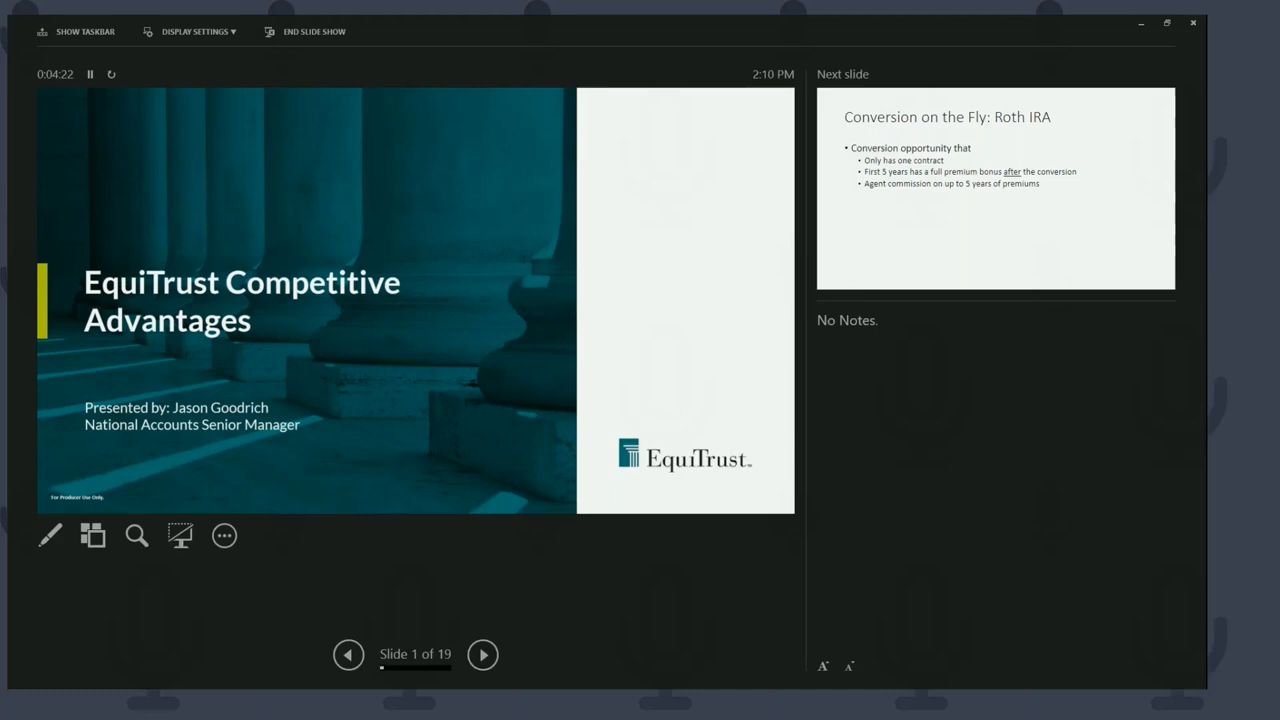 SHOW TASKBAR
DISPLAY SETTINGS ▼
END SLIDE SHOW
0:04:22
2:10 PM
EquiTrust Competitive
Advantages
Presented by: Jason Goodrich
National Accounts Senior Manager
For Producer Use Only.
EquiTrust™
Slide 1 of 19
Next slide
Conversion on the Fly: Roth IRA
• Conversion opportunity that
• Only has one contract
• First 5 years has a full premium bonus after the conversion
• Agent commission on up to 5 years of premiums
No Notes.
A A